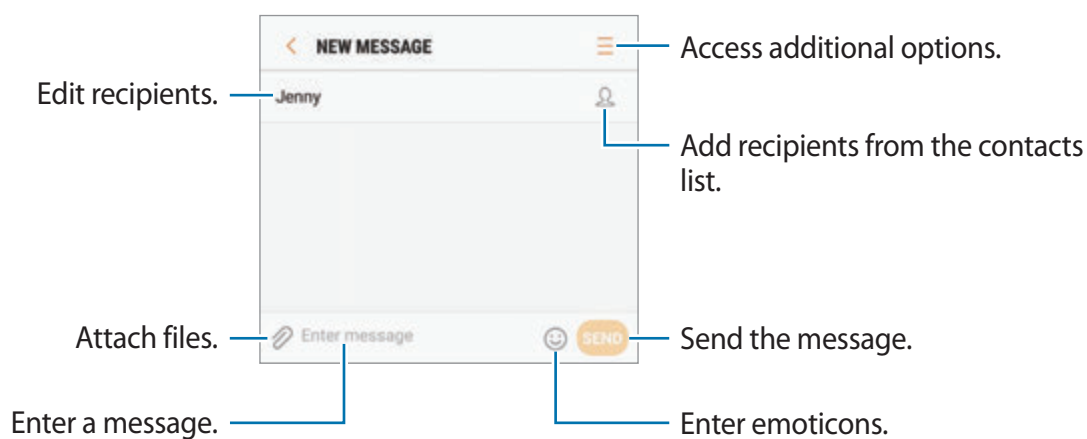 NEW MESSAGE
Access additional options.
Edit recipients.
Jenny
Add recipients from the contacts
list.
Attach files.
Enter message
SEND
Send the message.
Enter a message.
Enter emoticons.